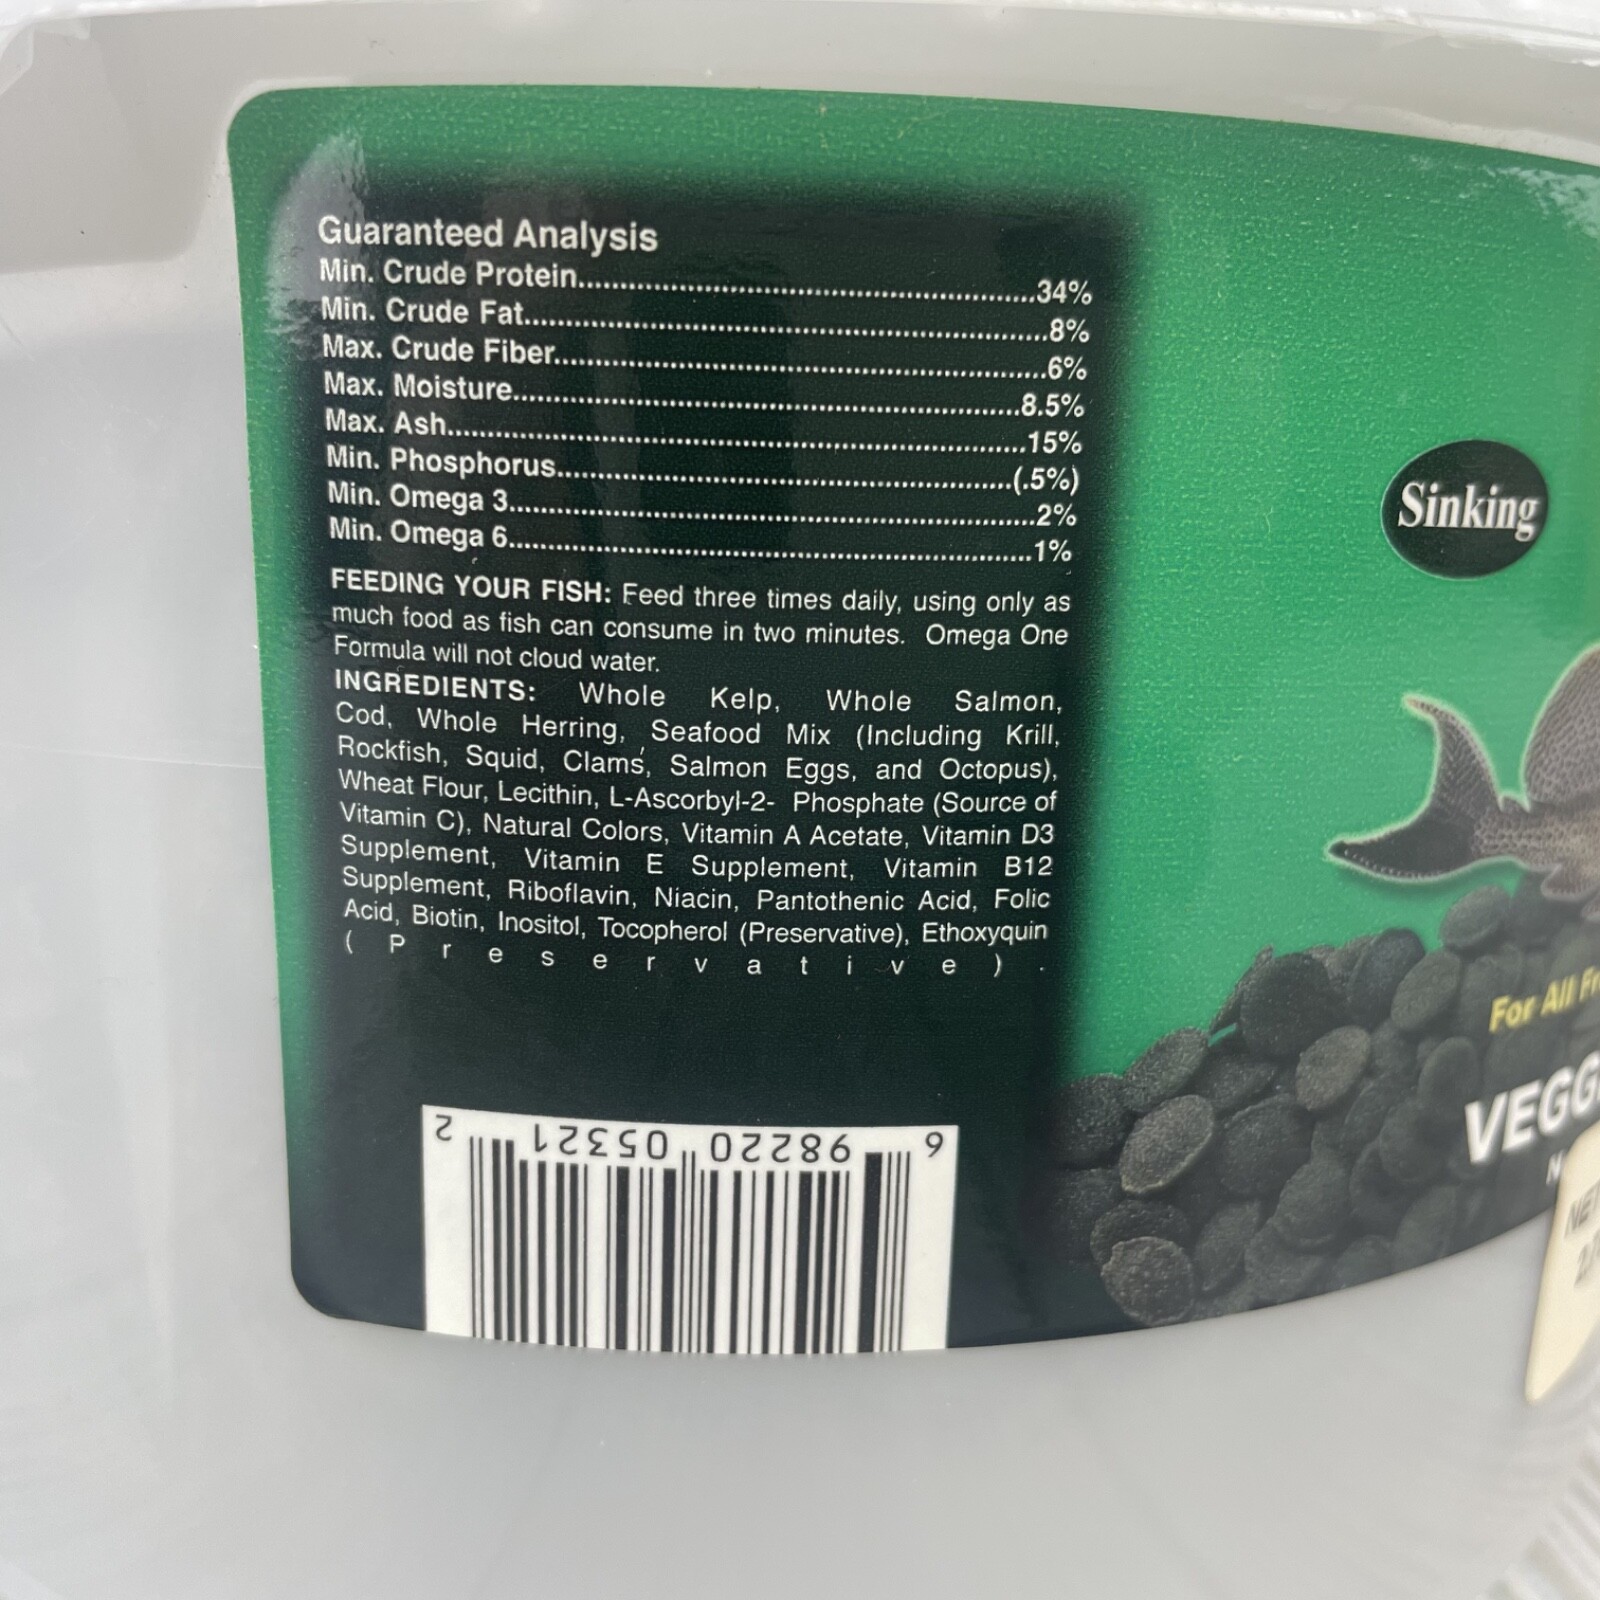 Guaranteed Analysis
Min. Crude Protein..........34%
Min. Crude Fat..........8%
Max. Crude Fiber..........6%
Max. Moisture..........8.5%
Max. Ash..........15%
Min. Phosphorus..........(.5%)
Min. Omega 3..........2%
Min. Omega 6..........1%
FEEDING YOUR FISH: Feed three times daily, using only as
much food as fish can consume in two minutes. Omega One
Formula will not cloud water.
INGREDIENTS: Whole Kelp, Whole Salmon,
Cod, Whole Herring, Seafood Mix (Including Krill,
Rockfish, Squid, Clams, Salmon Eggs, and Octopus),
Wheat Flour, Lecithin, L-Ascorbyl-2- Phosphate (Source of
Vitamin C), Natural Colors, Vitamin A Acetate, Vitamin D3
Supplement, Vitamin E Supplement, Vitamin B12
Supplement, Riboflavin, Niacin, Pantothenic Acid, Folic
Acid, Biotin, Inositol, Tocopherol (Preservative), Ethoxyquin
(Preservative).
6 98220 05321 2
Sinking
For All
VEGG